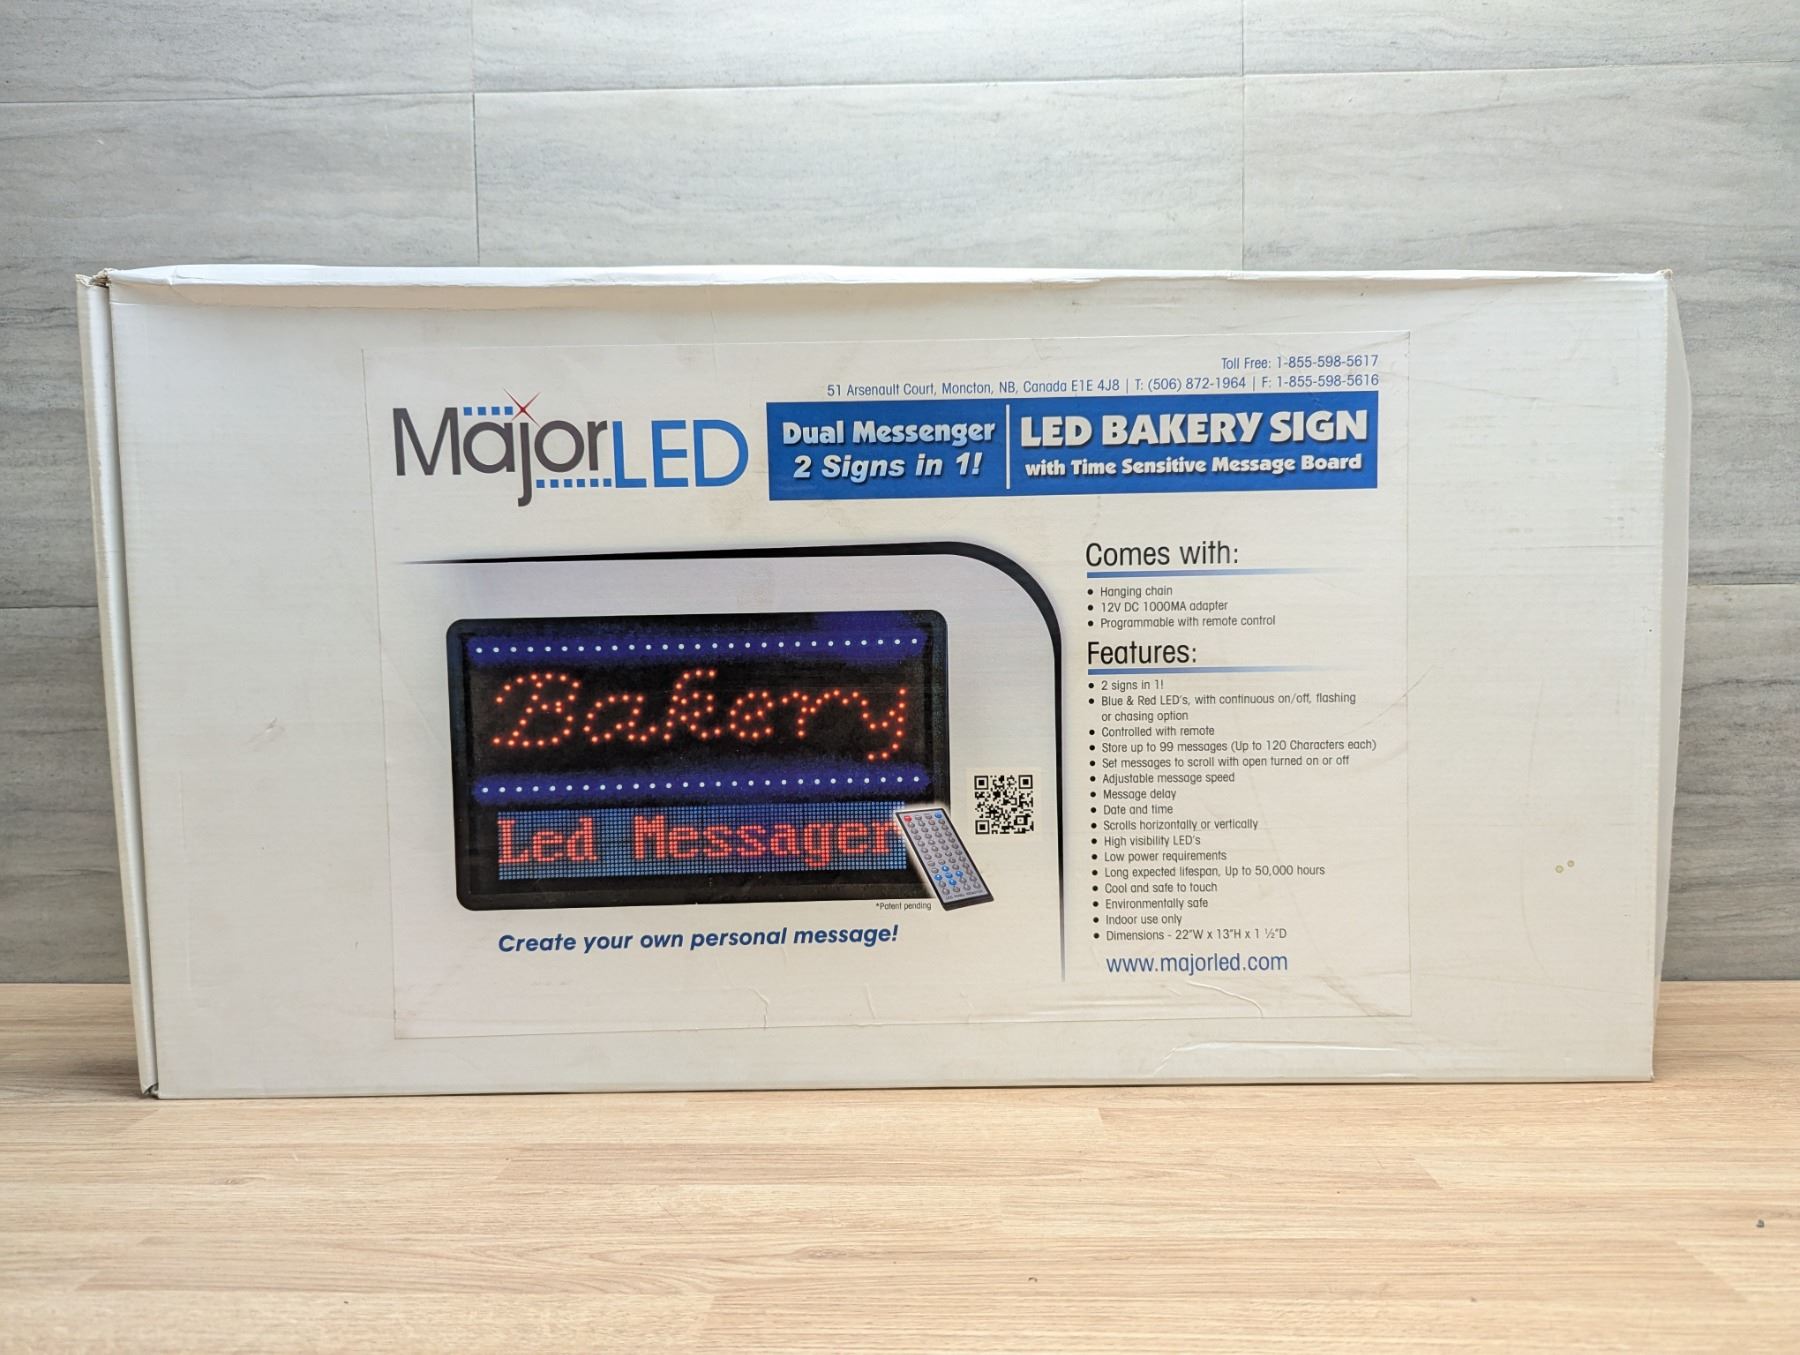 Toll Free: 1-855-598-5617
51 Arsenault Court, Moncton, NB, Canada E1E 4J8 | T: (506) 872-1964 | F: 1-855-598-5616
MajorLED
Dual Messenger
2 Signs in 1!
LED BAKERY SIGN
with Time Sensitive Message Board
Bakery
Led Messager
*Patent pending
Create your own personal message!
Comes with:
• Hanging chain
• 12V DC 1000MA adapter
• Programmable with remote control
Features:
• 2 signs in 1!
• Blue & Red LED's, with continuous on/off, flashing
or chasing option
• Controlled with remote
• Store up to 99 messages (Up to 120 Characters each)
• Set messages to scroll with open turned on or off
• Adjustable message speed
• Message delay
• Date and time
• Scrolls horizontally or vertically
• High visibility LED's
• Low power requirements
• Long expected lifespan, Up to 50,000 hours
• Cool and safe to touch
• Environmentally safe
• Indoor use only
• Dimensions - 22"W x 13"H x 1 ½"D
www.majorled.com